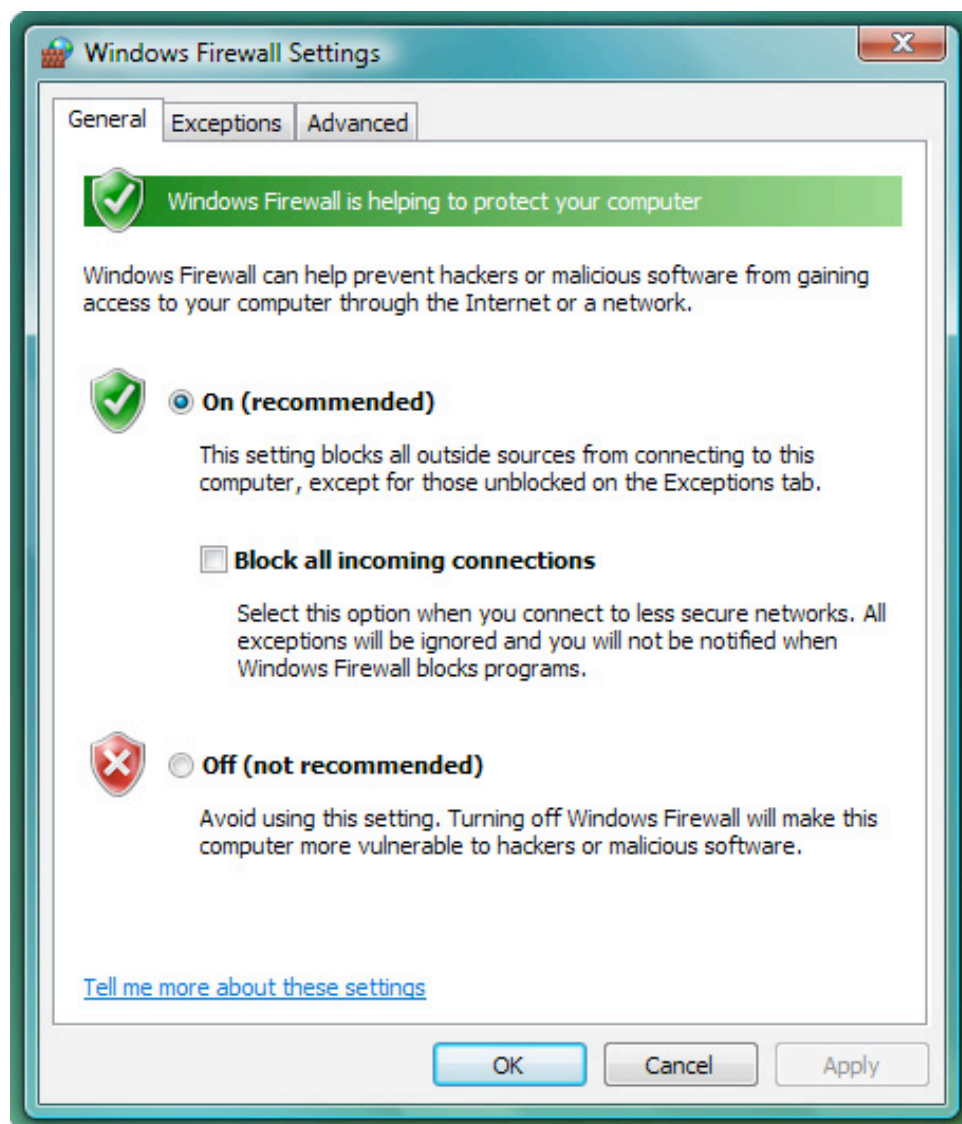 Windows Firewall Settings
General Exceptions Advanced
Windows Firewall is helping to protect your computer
Windows Firewall can help prevent hackers or malicious software from gaining
access to your computer through the Internet or a network.
On (recommended)
This setting blocks all outside sources from connecting to this
computer, except for those unblocked on the Exceptions tab.
Block all incoming connections
Select this option when you connect to less secure networks. All
exceptions will be ignored and you will not be notified when
Windows Firewall blocks programs.
Off (not recommended)
Avoid using this setting. Turning off Windows Firewall will make this
computer more vulnerable to hackers or malicious software.
Tell me more about these settings
OK Cancel Apply